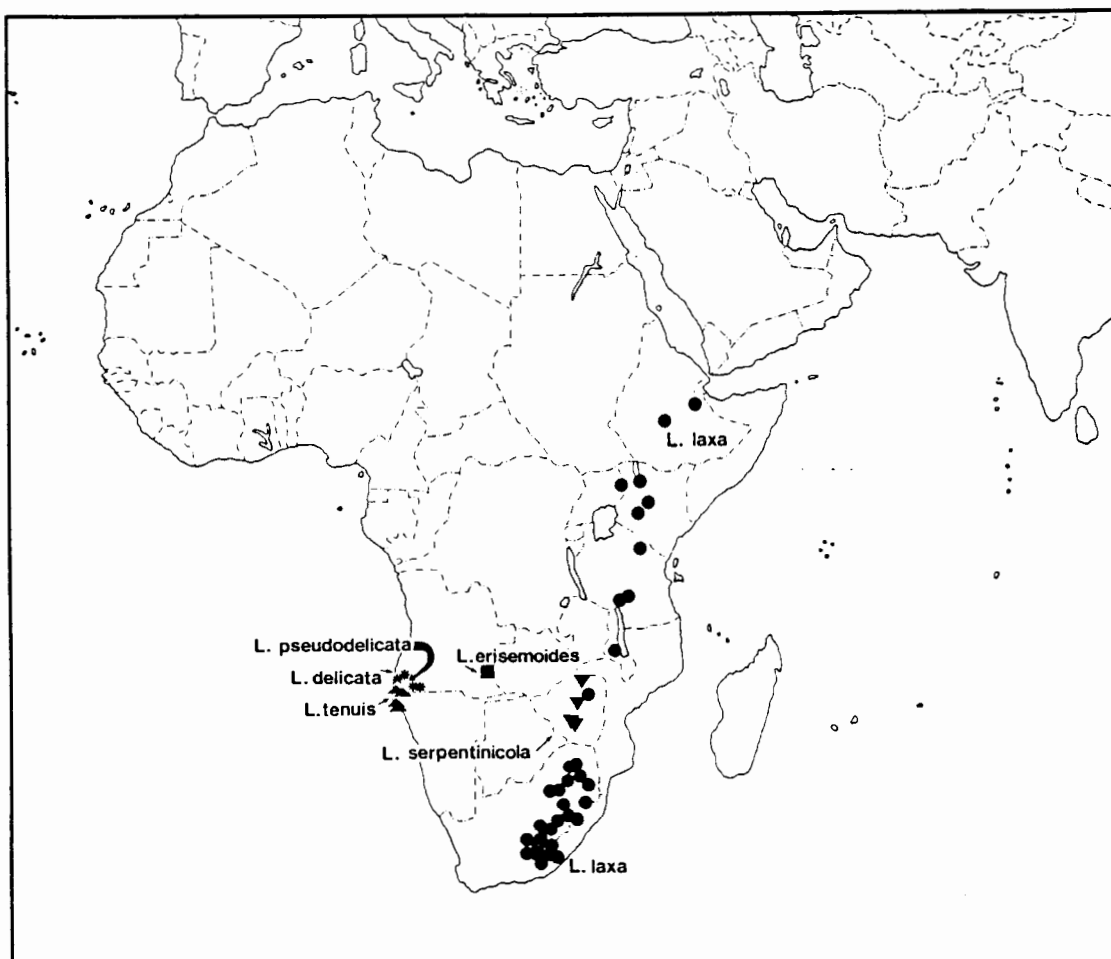 L. laxa
L. pseudodelicata
L. erisemoides
L. delicata
L. tenuis
L. serpentinicola
L. laxa